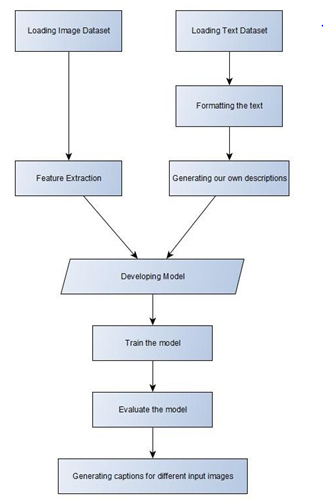 Loading Image Dataset
Loading Text Dataset
Formatting the text
Feature Extraction
Generating our own descriptions
Developing Model
Train the model
Evaluate the model
Generating captions for different input images